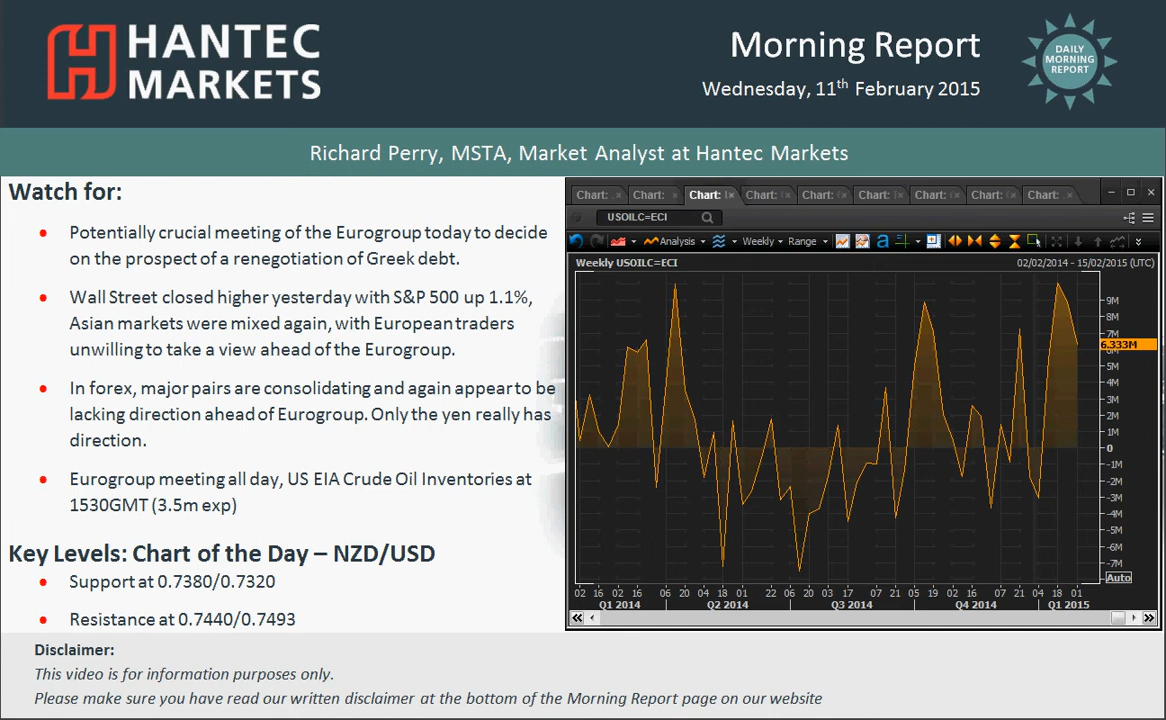 HANTEC
MARKETS
Morning Report
Wednesday, 11th February 2015
DAILY
MORNING
REPORT
Richard Perry, MSTA, Market Analyst at Hantec Markets
Watch for:
Potentially crucial meeting of the Eurogroup today to decide
on the prospect of a renegotiation of Greek debt.
Wall Street closed higher yesterday with S&P 500 up 1.1%,
Asian markets were mixed again, with European traders
unwilling to take a view ahead of the Eurogroup.
In forex, major pairs are consolidating and again appear to be
lacking direction ahead of Eurogroup. Only the yen really has
direction.
Eurogroup meeting all day, US EIA Crude Oil Inventories at
1530GMT (3.5m exp)
Key Levels: Chart of the Day – NZD/USD
Support at 0.7380/0.7320
Resistance at 0.7440/0.7493
Chart: Chart: Chart: Chart: Chart: Chart: Chart: Chart: Chart:
USOILC=ECI
Analysis Weekly Range
Weekly USOILC=ECI 02/02/2014 - 15/02/2015 (UTC)
9M
8M
7M
6.333M
6M
5M
4M
3M
2M
1M
0
-1M
-2M
-3M
-4M
-5M
-6M
-7M
Auto
02 16 02 16 06 20 04 18 01 22 06 20 03 17 07 21 05 19 02 16 07 21 04 18 01
Q1 2014 Q2 2014 Q3 2014 Q4 2014 Q1 2015
Disclaimer:
This video is for information purposes only.
Please make sure you have read our written disclaimer at the bottom of the Morning Report page on our website